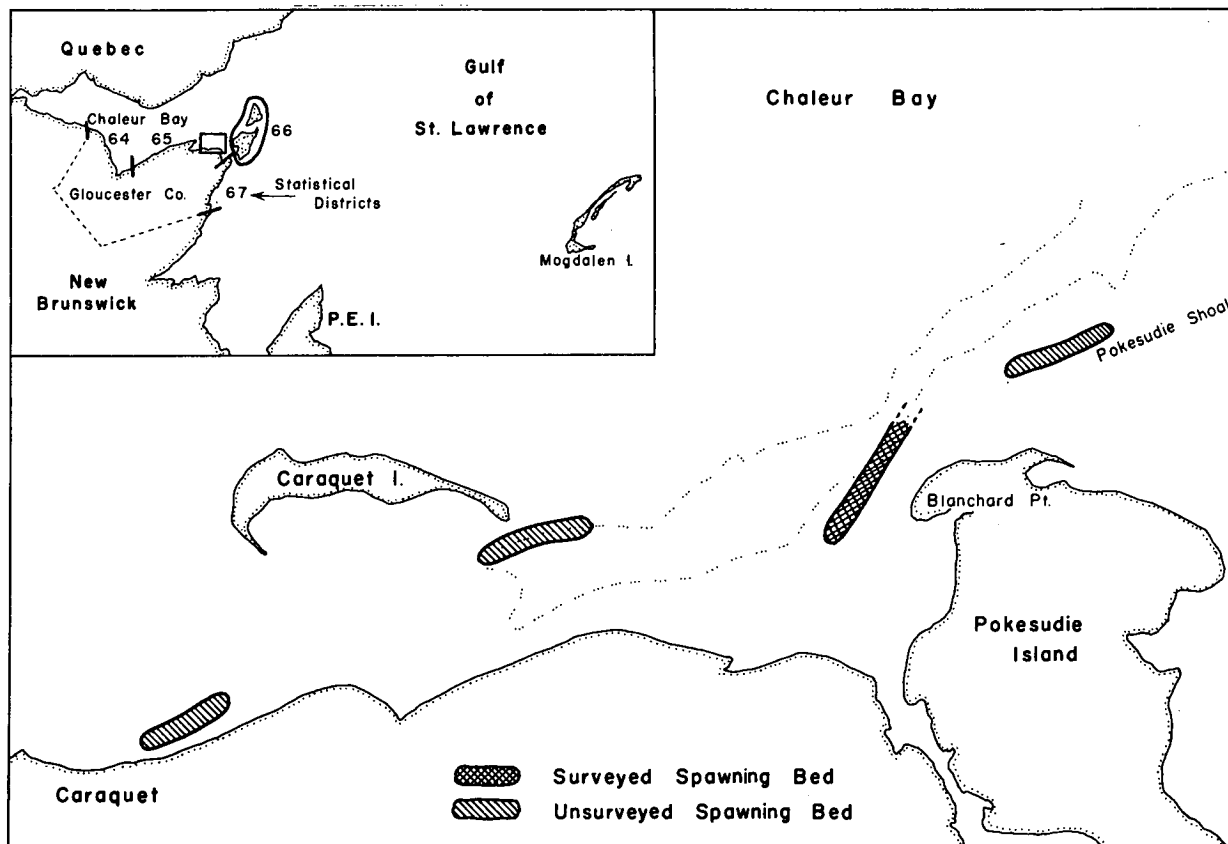 Quebec
Gulf
of
St. Lawrence
Chaleur Bay
64 65
66
Gloucester Co.
67
Statistical
Districts
Mogdalen I.
New
Brunswick
P.E.I.
Chaleur Bay
Pokesudie Shoal
Caraquet I.
Blanchard Pt.
Pokesudie
Island
Caraquet
Surveyed Spawning Bed
Unsurveyed Spawning Bed